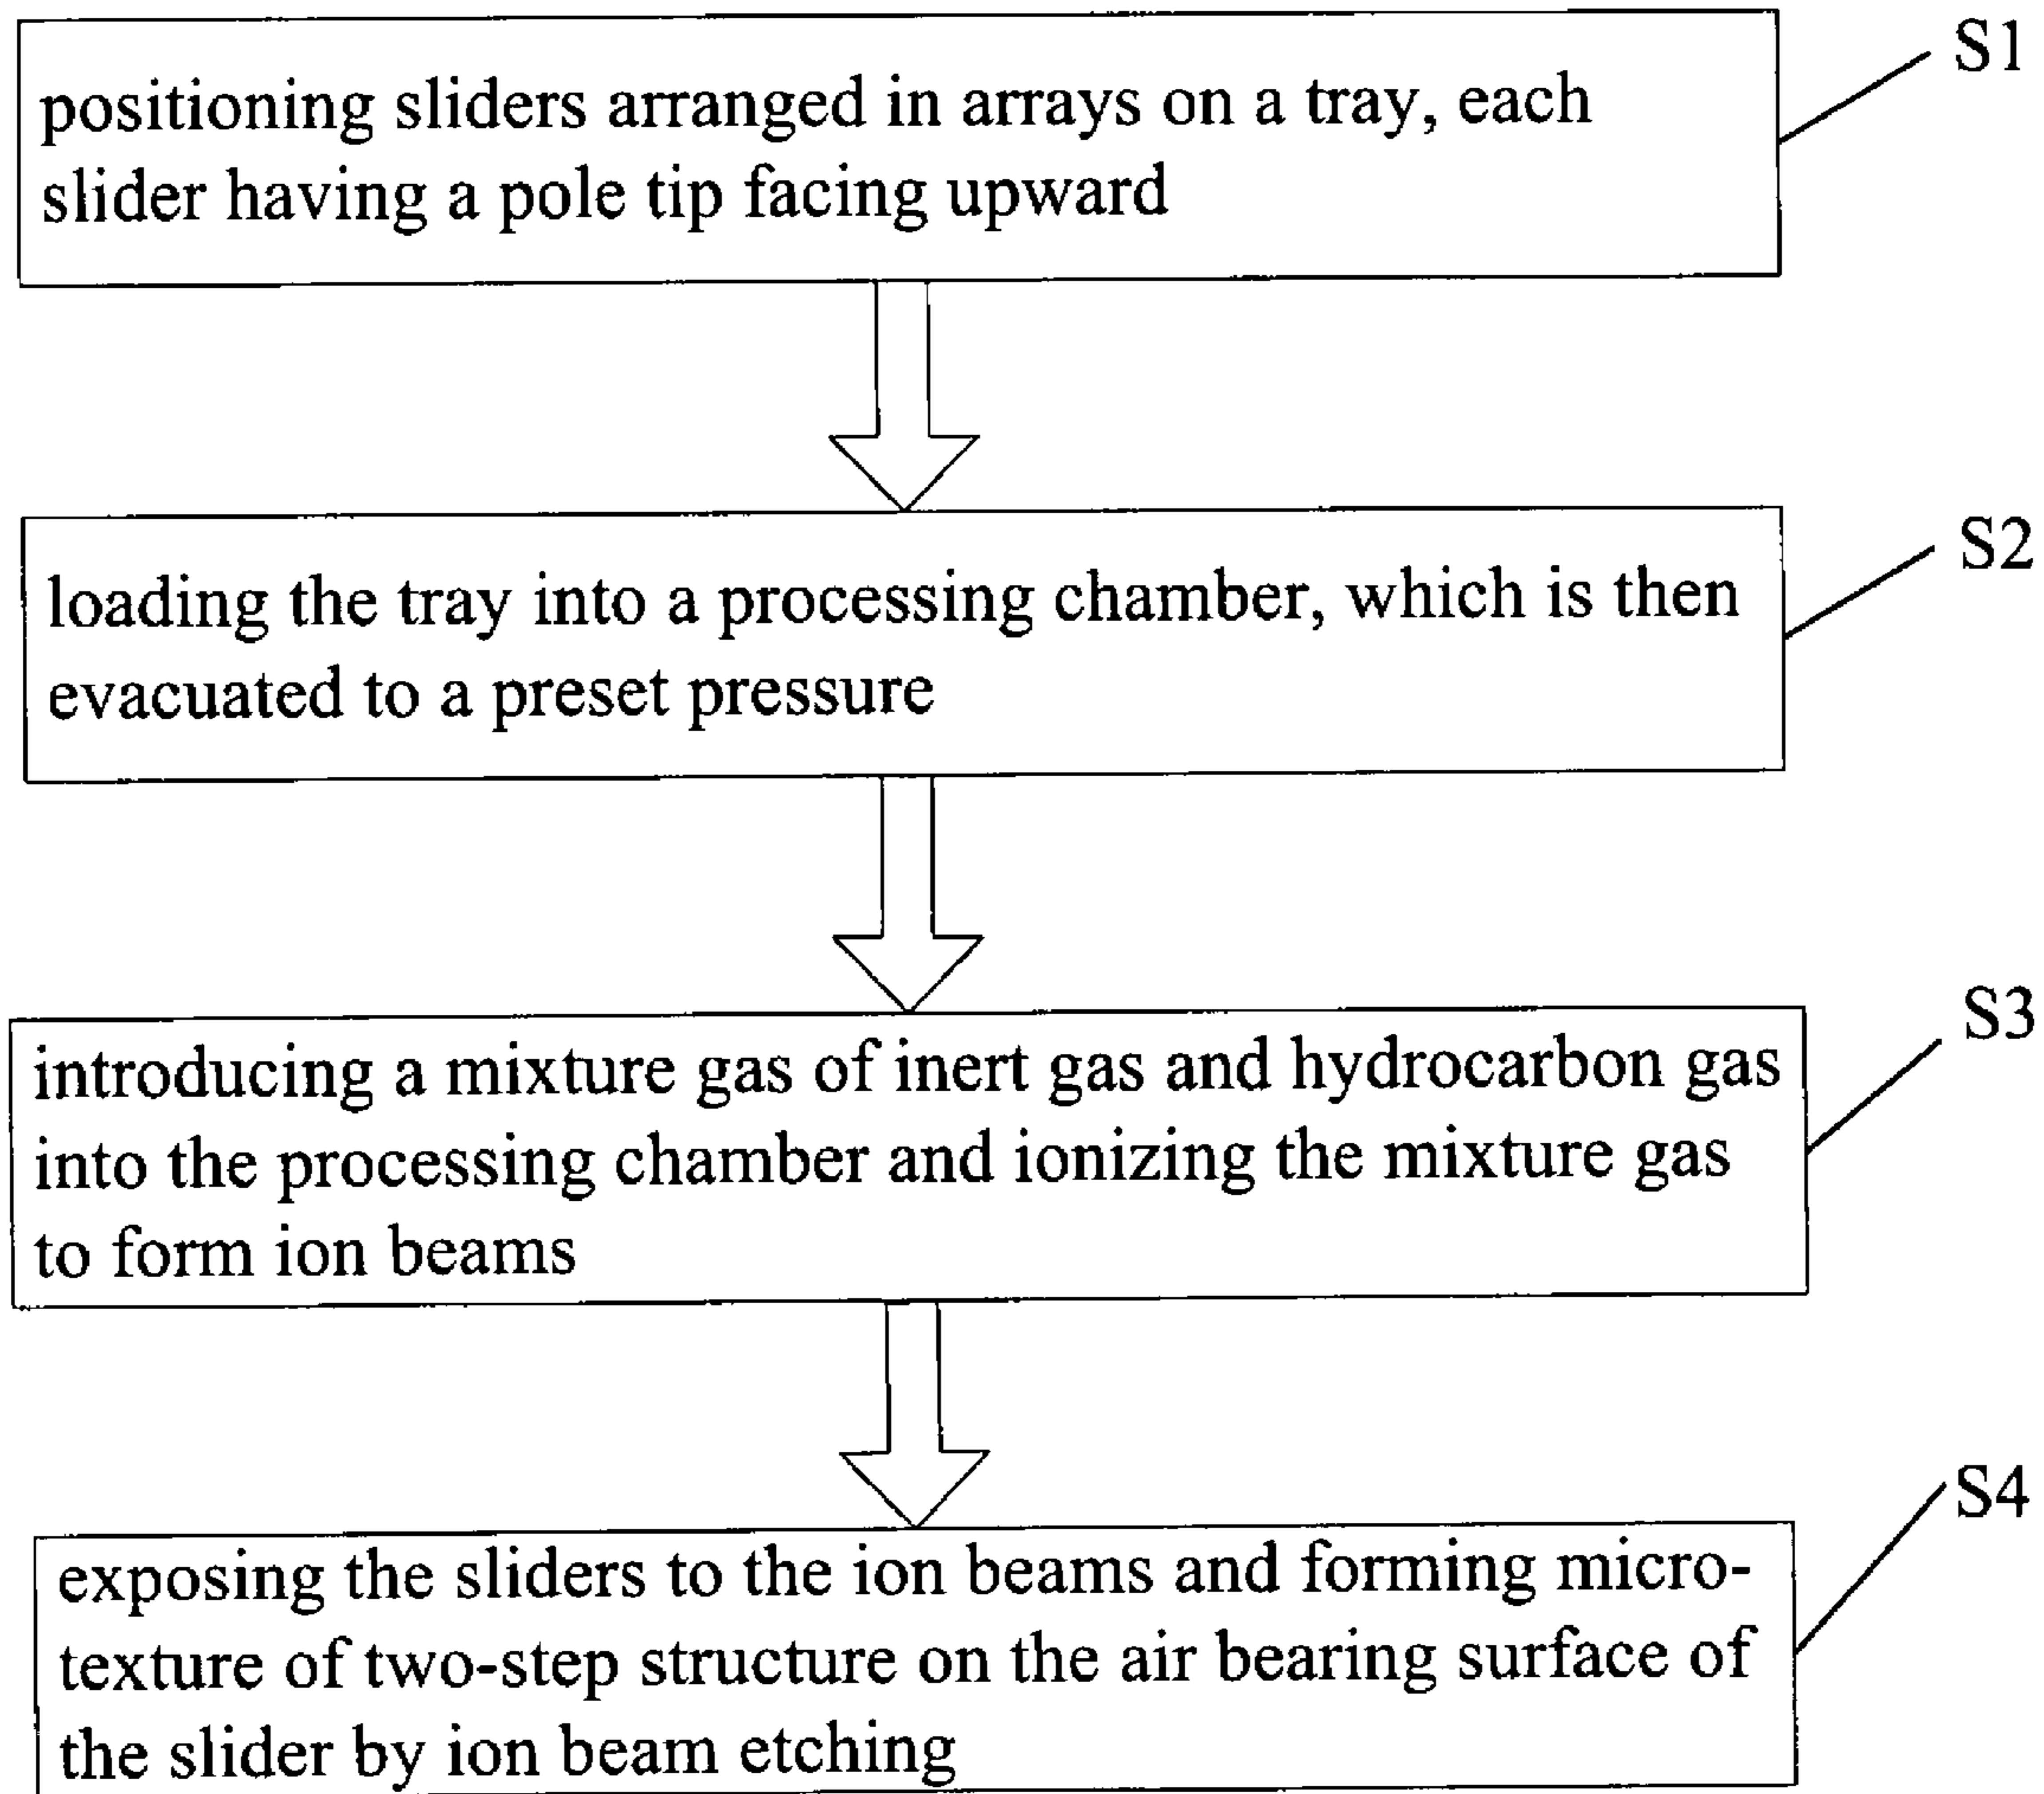 S1
positioning sliders arranged in arrays on a tray, each
slider having a pole tip facing upward
S2
loading the tray into a processing chamber, which is then
evacuated to a preset pressure
S3
introducing a mixture gas of inert gas and hydrocarbon gas
into the processing chamber and ionizing the mixture gas
to form ion beams
S4
exposing the sliders to the ion beams and forming micro-
texture of two-step structure on the air bearing surface of
the slider by ion beam etching